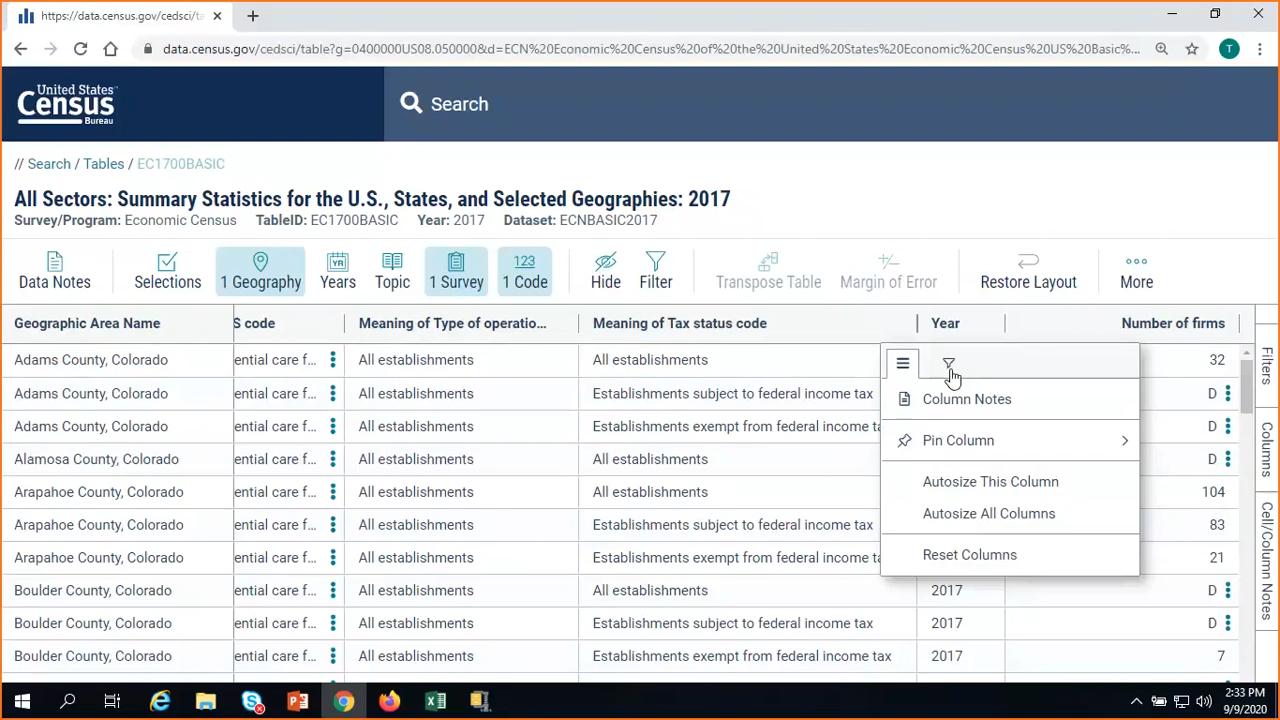 https://data.census.gov/cedsci/ta
data.census.gov/cedsci/table?g=0400000US08.050000&d=ECN%20Economic%20Census%20of%20the%20United%20States%20Economic%20Census%20US%20Basic%...
T
United States
Census
Bureau
Search
// Search / Tables / EC1700BASIC
All Sectors: Summary Statistics for the U.S., States, and Selected Geographies: 2017
Survey/Program: Economic Census TableID: EC1700BASIC Year: 2017 Dataset: ECNBASIC2017
YR 123
Data Notes Selections 1 Geography Years Topic 1 Survey 1 Code Hide Filter Transpose Table Margin of Error Restore Layout More
Geographic Area Name S code Meaning of Type of operatio... Meaning of Tax status code Year Number of firms
Adams County, Colorado ential care f... All establishments All establishments 32
Adams County, Colorado ential care f... All establishments Establishments subject to federal income tax D
Adams County, Colorado ential care f... All establishments Establishments exempt from federal income ta D
Alamosa County, Colorado ential care f... All establishments All establishments D
Arapahoe County, Colorado ential care f... All establishments All establishments 104
Arapahoe County, Colorado ential care f... All establishments Establishments subject to federal income tax 83
Arapahoe County, Colorado ential care f... All establishments Establishments exempt from federal income ta 21
Boulder County, Colorado ential care f... All establishments All establishments 2017 D
Boulder County, Colorado ential care f... All establishments Establishments subject to federal income tax 2017 D
Boulder County, Colorado ential care f... All establishments Establishments exempt from federal income tax 2017 7
Column Notes
Pin Column
Autosize This Column
Autosize All Columns
Reset Columns
Filters
Columns
Cell/Column Notes
2:33 PM
9/9/2020